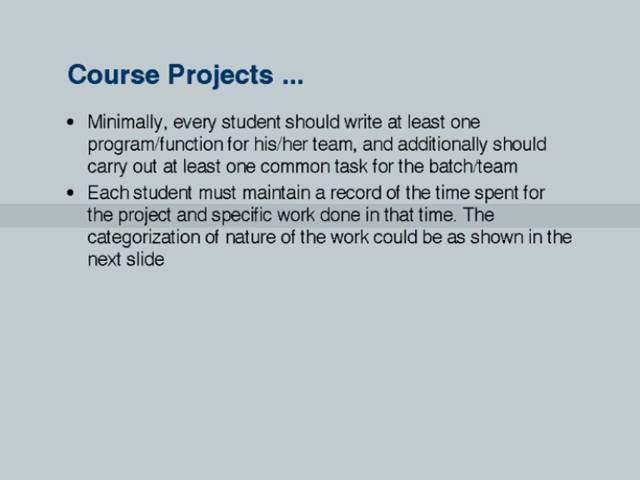 Course Projects ...
• Minimally, every student should write at least one
program/function for his/her team, and additionally should
carry out at least one common task for the batch/team
• Each student must maintain a record of the time spent for
the project and specific work done in that time. The
categorization of nature of the work could be as shown in the
next slide